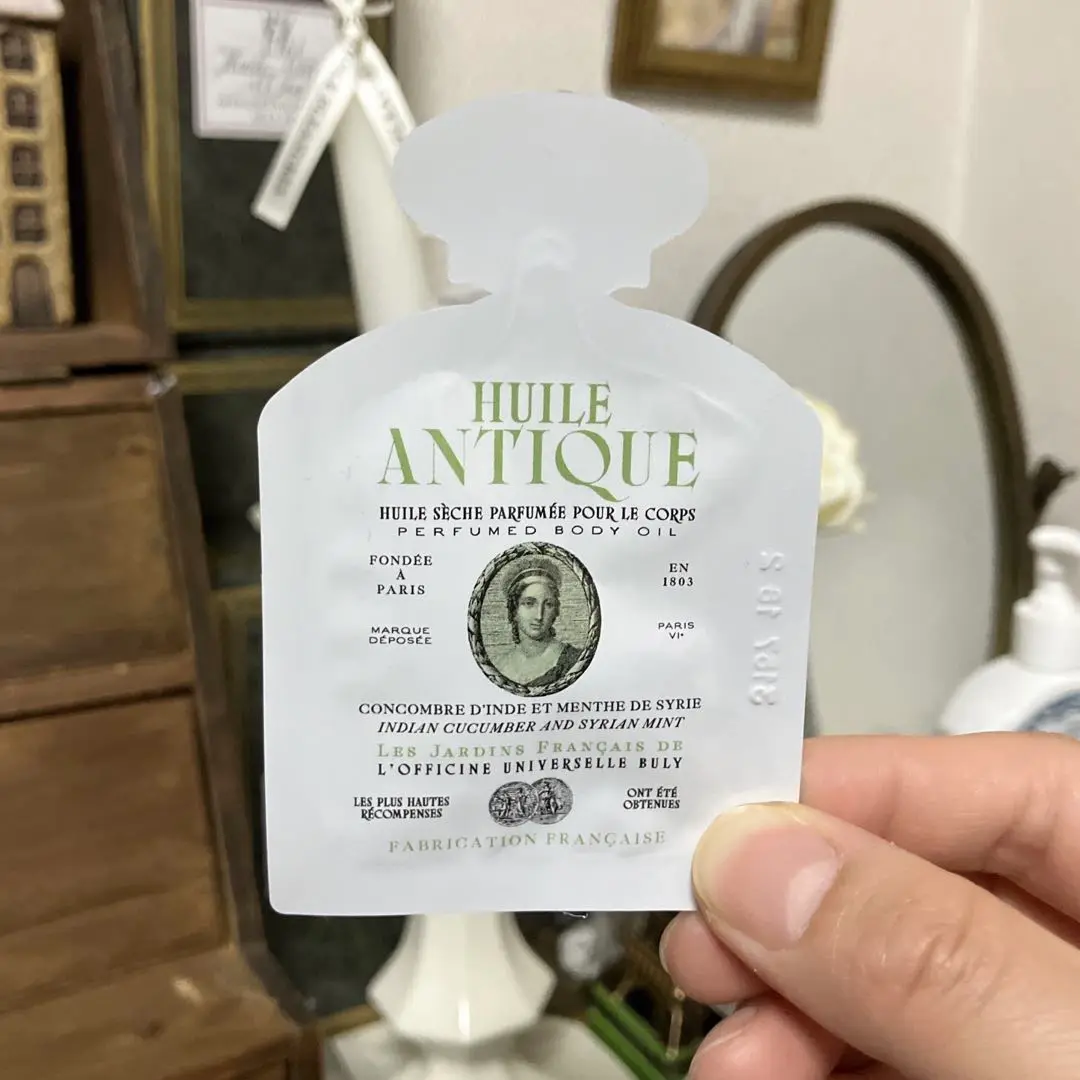 HUILE
ANTIQUE
HUILE SÈCHE PARFUMÉE POUR LE CORPS
PERFUMED BODY OIL
FONDÉE
À
PARIS
EN
1803
MARQUE
DÉPOSÉE
PARIS
VIᵉ
CONCOMBRE D'INDE ET MENTHE DE SYRIE
INDIAN CUCUMBER AND SYRIAN MINT
LES JARDINS FRANÇAIS DE
L'OFFICINE UNIVERSELLE BULY
LES PLUS HAUTES
RÉCOMPENSES
ONT ÉTÉ
OBTENUES
FABRICATION FRANÇAISE